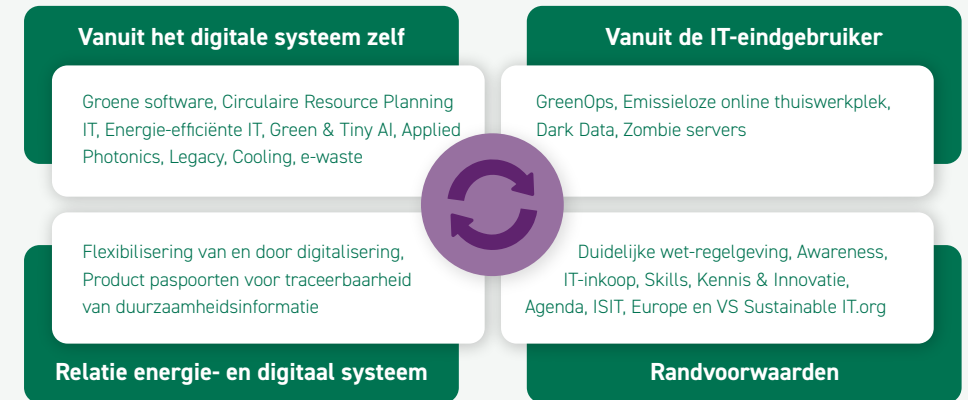 Vanuit het digitale systeem zelf
Groene software, Circulaire Resource Planning
IT, Energie-efficiënte IT, Green & Tiny AI, Applied
Photonics, Legacy, Cooling, e-waste
Vanuit de IT-eindgebruiker
GreenOps, Emissieloze online thuiswerkplek,
Dark Data, Zombie servers
Flexibilisering van en door digitalisering,
Product paspoorten voor traceerbaarheid
van duurzaamheidsinformatie
Relatie energie- en digitaal systeem
Duidelijke wet-regelgeving, Awareness,
IT-inkoop, Skills, Kennis & Innovatie,
Agenda, ISIT, Europe en VS Sustainable IT.org
Randvoorwaarden